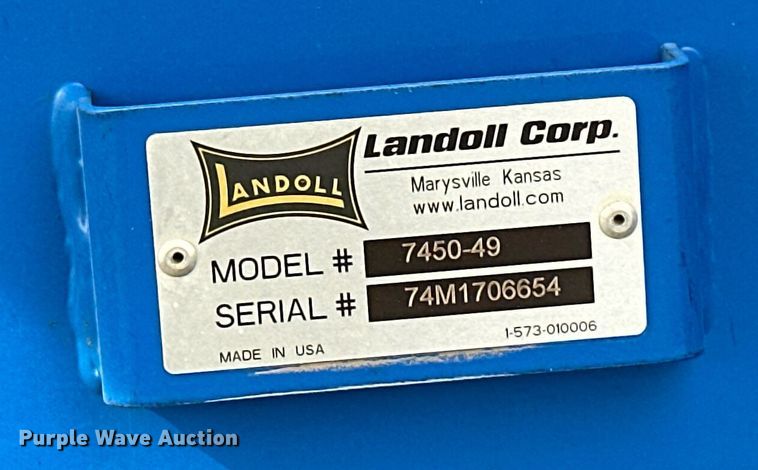 LANDOLL
Landoll Corp.
Marysville Kansas
www.landoll.com
MODEL # 7450-49
SERIAL # 74M1706654
MADE IN USA
1-573-010006
Purple Wave Auction